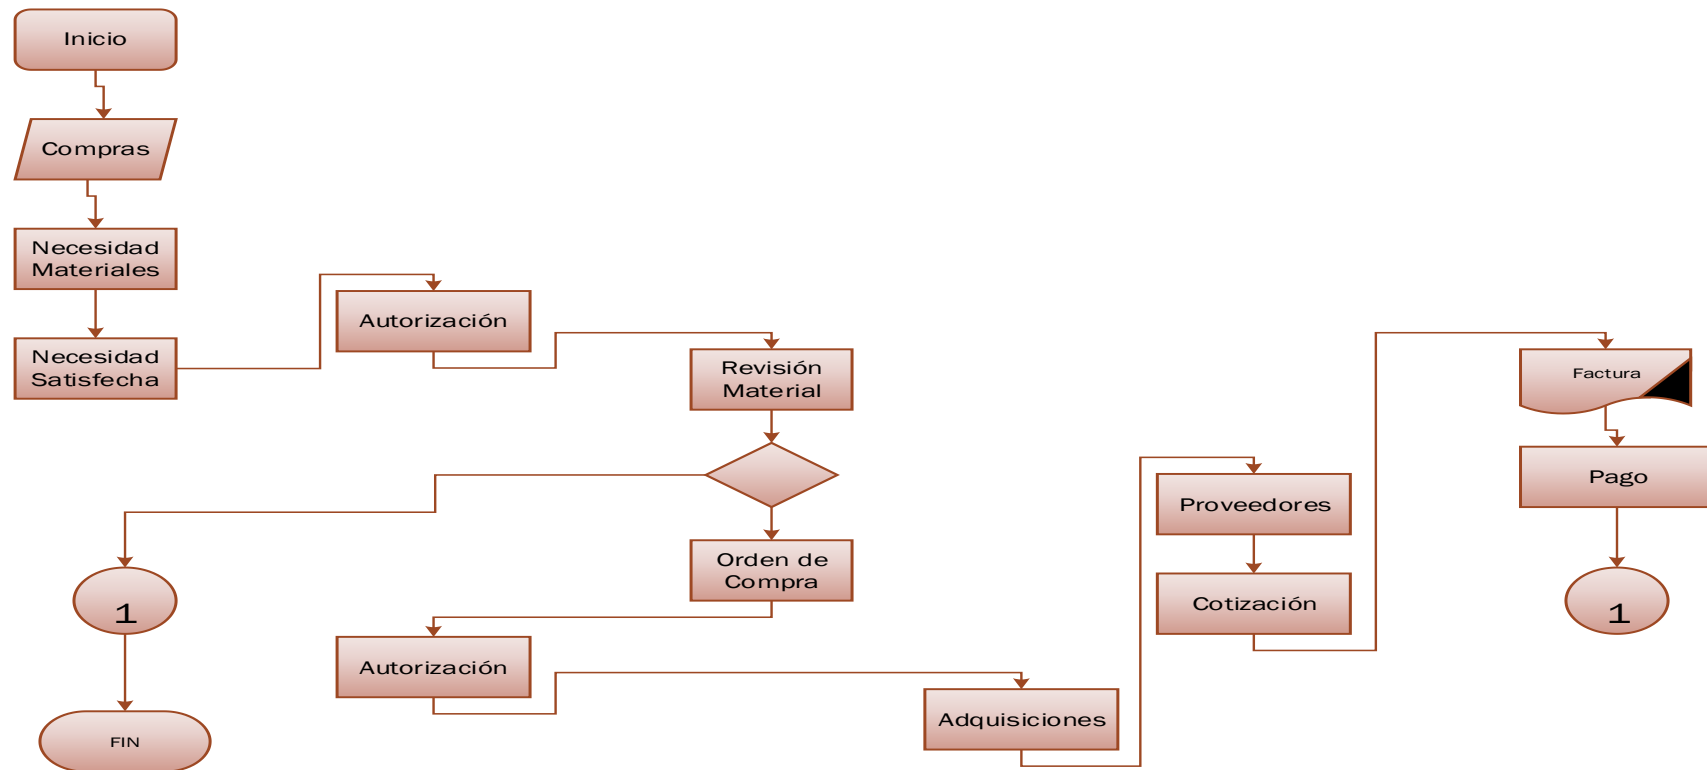 Inicio
Compras
Necesidad
Materiales
Necesidad
Satisfecha
Autorización
Revisión
Material
Orden de
Compra
Autorización
Adquisiciones
Proveedores
Cotización
Factura
Pago
1
1
FIN